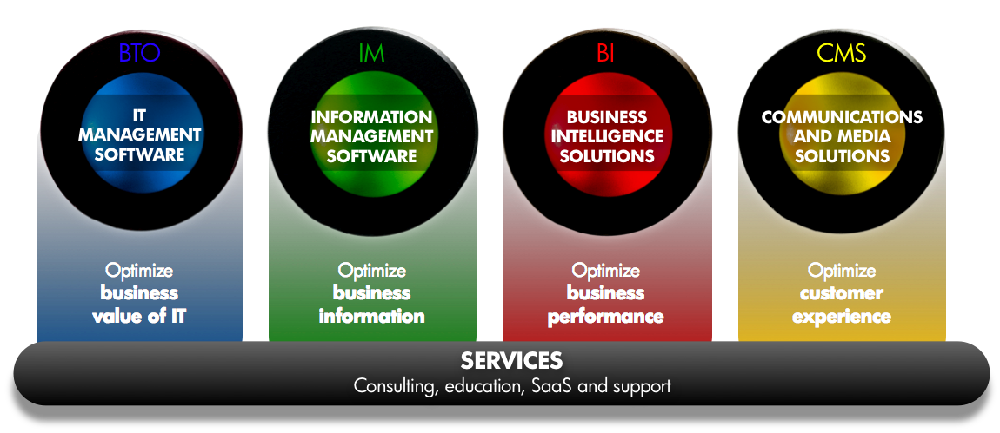 BTO
IT
MANAGEMENT
SOFTWARE
Optimize
business
value of IT
IM
INFORMATION
MANAGEMENT
SOFTWARE
Optimize
business
information
BI
BUSINESS
INTELLIGENCE
SOLUTIONS
Optimize
business
performance
CMS
COMMUNICATIONS
AND MEDIA
SOLUTIONS
Optimize
customer
experience
SERVICES
Consulting, education, SaaS and support